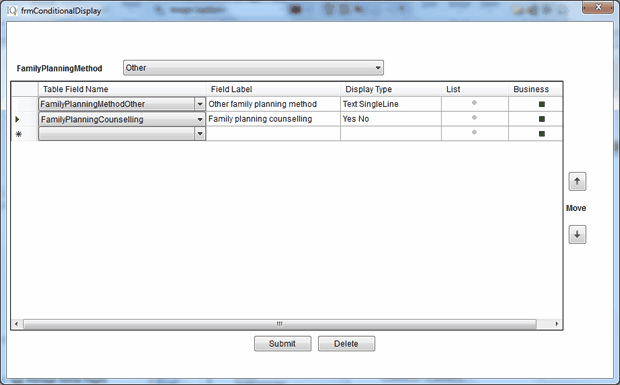 IQ frmConditionalDisplay
FamilyPlanningMethod Other
Table Field Name Field Label Display Type List Business
FamilyPlanningMethodOther Other family planning method Text SingleLine
FamilyPlanningCounselling Family planning counselling Yes No
Move
Submit Delete